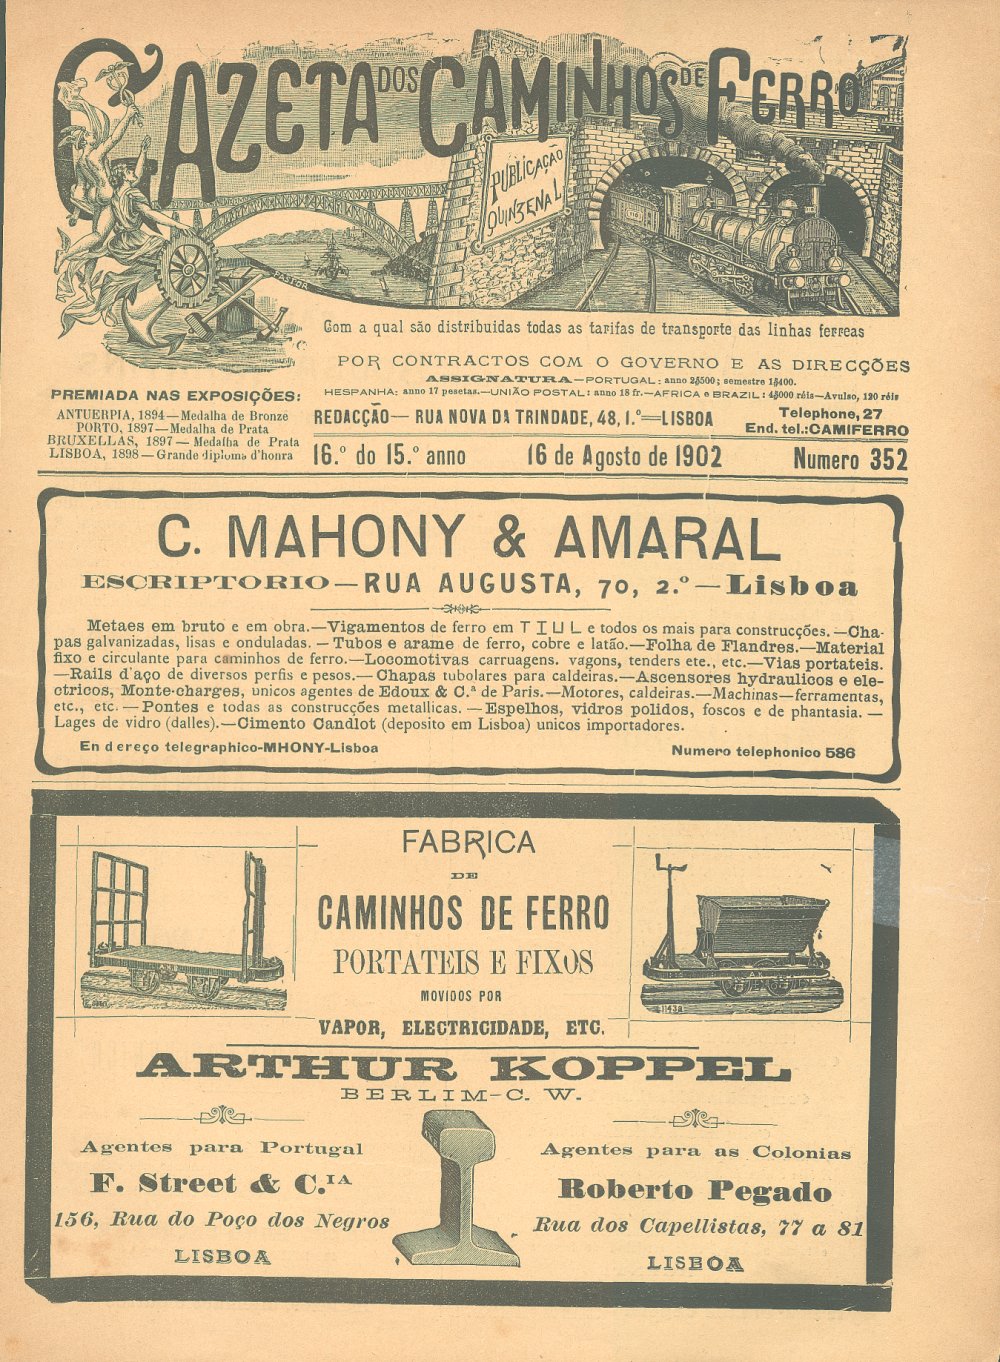 GAZETA DOS CAMINHOS DE FERRO
PUBLICAÇÃO
QUINZENAL
PASTOR
Com a qual são distribuidas todas as tarifas de transporte das linhas ferreas
POR CONTRACTOS COM O GOVERNO E AS DIRECÇÕES
ASSIGNATURA—PORTUGAL: anno 2$500; semestre 1$400.
HESPANHA: anno 17 pesetas.—UNIÃO POSTAL: anno 18 fr.—AFRICA e BRAZIL: 4$000 réis—Avulso, 120 réis
PREMIADA NAS EXPOSIÇÕES:
ANTUERPIA, 1894—Medalha de Bronze
PORTO, 1897—Medalha de Prata
BRUXELLAS, 1897—Medalha de Prata
LISBOA, 1898—Grande diploma d'honra
REDACÇÃO— RUA NOVA DA TRINDADE, 48, 1.º—LISBOA
Telephone, 27
End. tel.: CAMIFERRO
16.º do 15.º anno 16 de Agosto de 1902 Numero 352
C. MAHONY & AMARAL
ESCRIPTORIO—RUA AUGUSTA, 70, 2.º—Lisboa
Metaes em bruto e em obra.—Vigamentos de ferro em T I U L e todos os mais para construcções.—Cha-
pas galvanizadas, lisas e onduladas.—Tubos e arame de ferro, cobre e latão.—Folha de Flandres.—Material
fixo e circulante para caminhos de ferro.—Locomotivas carruagens. vagons, tenders ete., etc.—Vias portateis.
—Rails d'aço de diversos perfis e pesos.—Chapas tubolares para caldeiras.—Ascensores hydraulicos e ele-
ctricos, Monte-charges, unicos agentes de Edoux & C.ª de Paris.—Motores, caldeiras.—Machinas—ferramentas,
etc., etc.—Pontes e todas as construcções metallicas.—Espelhos, vidros polidos, foscos e de phantasia.—
Lages de vidro (dalles).—Cimento Candlot (deposito em Lisboa) unicos importadores.
En d ereço telegraphico-MHONY-Lisboa Numero telephonico 586
FABRICA
DE
CAMINHOS DE FERRO
PORTATEIS E FIXOS
MOVIDOS POR
VAPOR, ELECTRICIDADE, ETC.
ARTHUR KOPPEL
BERLIM-C. W.
Agentes para Portugal
F. Street & C.IA
156, Rua do Poço dos Negros
LISBOA
Agentes para as Colonias
Roberto Pegado
Rua dos Capellistas, 77 a 81
LISBOA